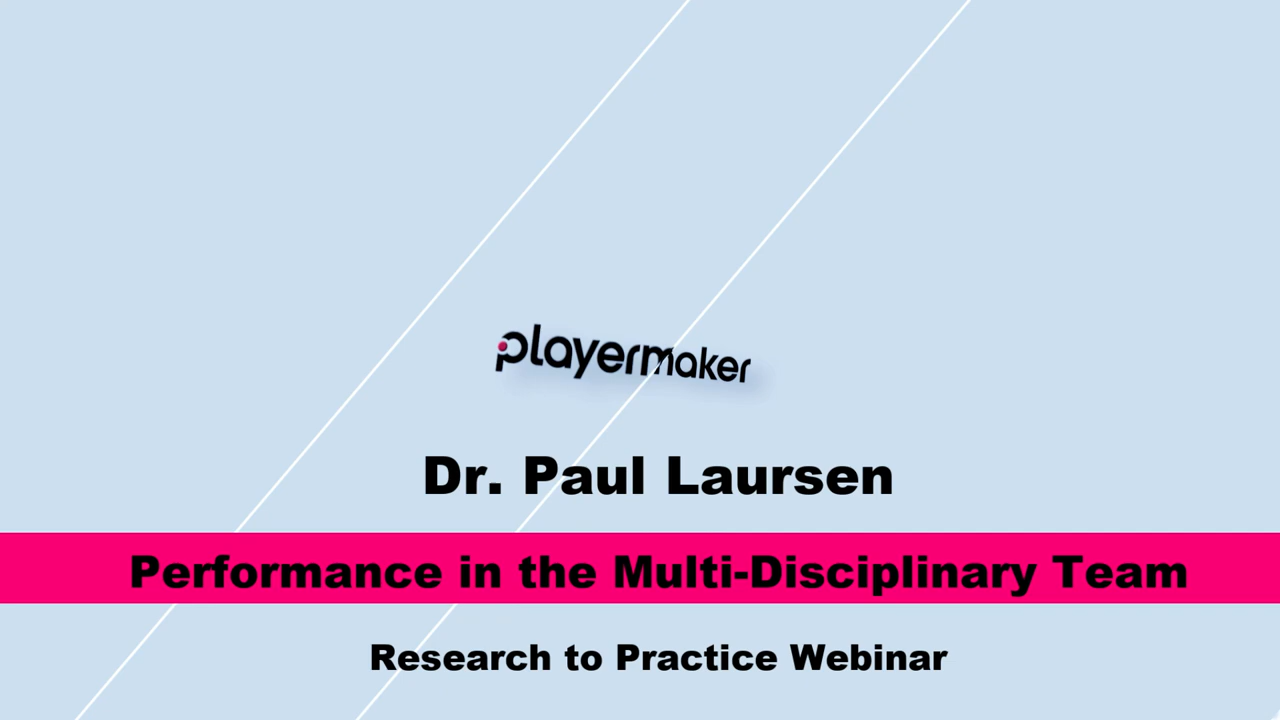 playermaker
Dr. Paul Laursen
Performance in the Multi-Disciplinary Team
Research to Practice Webinar